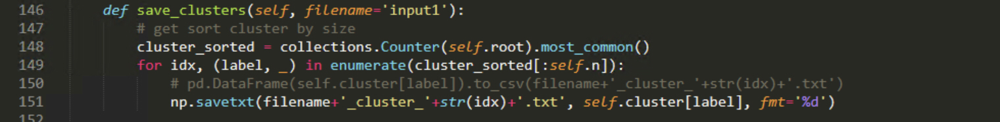 146 def save_clusters(self, filename='input1'):
147 # get sort cluster by size
148 cluster_sorted = collections.Counter(self.root).most_common()
149 for idx, (label, _) in enumerate(cluster_sorted[:self.n]):
150 # pd.DataFrame(self.cluster[label]).to_csv(filename+'_cluster_'+str(idx)+'.txt')
151 np.savetxt(filename+'_cluster_'+str(idx)+'.txt', self.cluster[label], fmt='%d')
152